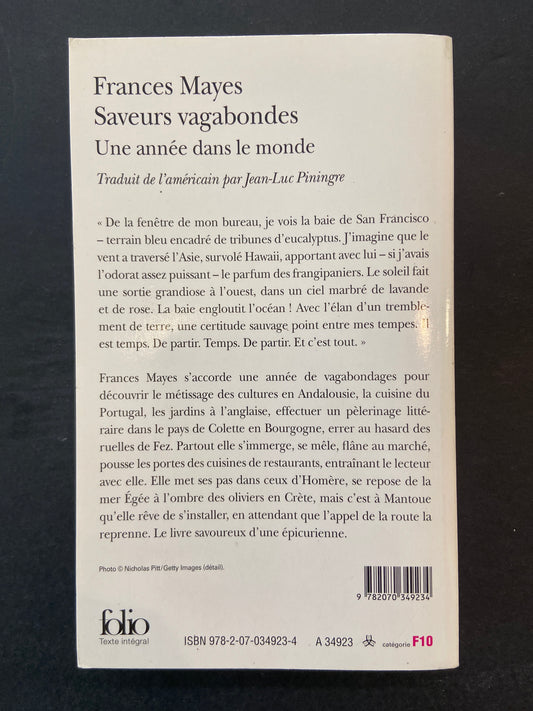 Frances Mayes
Saveurs vagabondes
Une année dans le monde
Traduit de l'américain par Jean-Luc Piningre
« De la fenêtre de mon bureau, je vois la baie de San Francisco
– terrain bleu encadré de tribunes d'eucalyptus. J'imagine que le
vent a traversé l'Asie, survolé Hawaii, apportant avec lui – si j'avais
l'odorat assez puissant – le parfum des frangipaniers. Le soleil fait
une sortie grandiose à l'ouest, dans un ciel marbré de lavande
et de rose. La baie engloutit l'océan ! Avec l'élan d'un tremble-
ment de terre, une certitude sauvage point entre mes tempes. Il
est temps. De partir. Temps. De partir. Et c'est tout. »
Frances Mayes s'accorde une année de vagabondages pour
découvrir le métissage des cultures en Andalousie, la cuisine du
Portugal, les jardins à l'anglaise, effectuer un pèlerinage litté-
raire dans le pays de Colette en Bourgogne, errer au hasard des
ruelles de Fez. Partout elle s'immerge, se mêle, flâne au marché,
pousse les portes des cuisines de restaurants, entraînant le lecteur
avec elle. Elle met ses pas dans ceux d'Homère, se repose de la
mer Égée à l'ombre des oliviers en Crète, mais c'est à Mantoue
qu'elle rêve de s'installer, en attendant que l'appel de la route la
reprenne. Le livre savoureux d'une épicurienne.
Photo © Nicholas Pitt/Getty Images (détail).
9 782070 349234
folio
Texte intégral
ISBN 978-2-07-034923-4 A 34923 catégorie F10